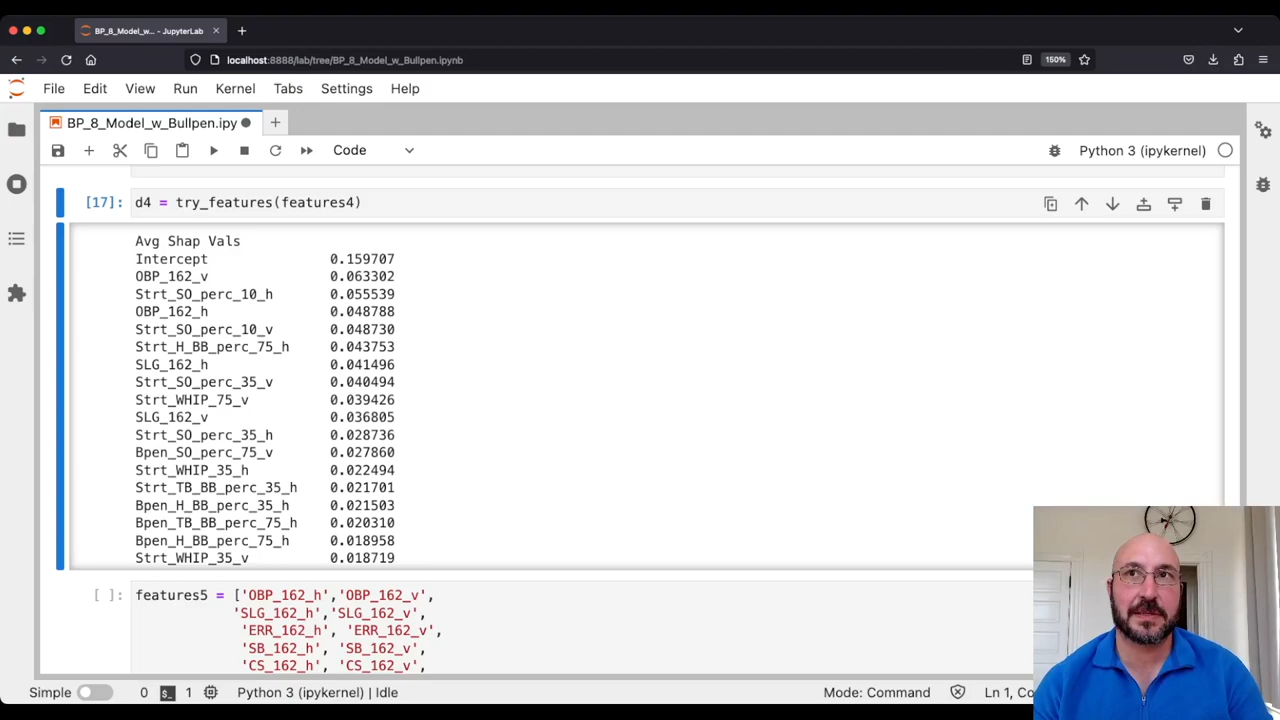 BP_8_Model_w... - JupyterLab
localhost:8888/lab/tree/BP_8_Model_w_Bullpen.ipynb
150%
File Edit View Run Kernel Tabs Settings Help
BP_8_Model_w_Bullpen.ipy
Code
Python 3 (ipykernel)
[17]: d4 = try_features(features4)
Avg Shap Vals
Intercept 0.159707
OBP_162_v 0.063302
Strt_SO_perc_10_h 0.055539
OBP_162_h 0.048788
Strt_SO_perc_10_v 0.048730
Strt_H_BB_perc_75_h 0.043753
SLG_162_h 0.041496
Strt_SO_perc_35_v 0.040494
Strt_WHIP_75_v 0.039426
SLG_162_v 0.036805
Strt_SO_perc_35_h 0.028736
Bpen_SO_perc_75_v 0.027860
Strt_WHIP_35_h 0.022494
Strt_TB_BB_perc_35_h 0.021701
Bpen_H_BB_perc_35_h 0.021503
Bpen_TB_BB_perc_75_h 0.020310
Bpen_H_BB_perc_75_h 0.018958
Strt_WHIP_35_v 0.018719
[ ]: features5 = ['OBP_162_h','OBP_162_v',
'SLG_162_h','SLG_162_v',
'ERR_162_h', 'ERR_162_v',
'SB_162_h', 'SB_162_v',
'CS_162_h', 'CS_162_v',
Simple 0 $_ 1 Python 3 (ipykernel) | Idle Mode: Command Ln 1, Co